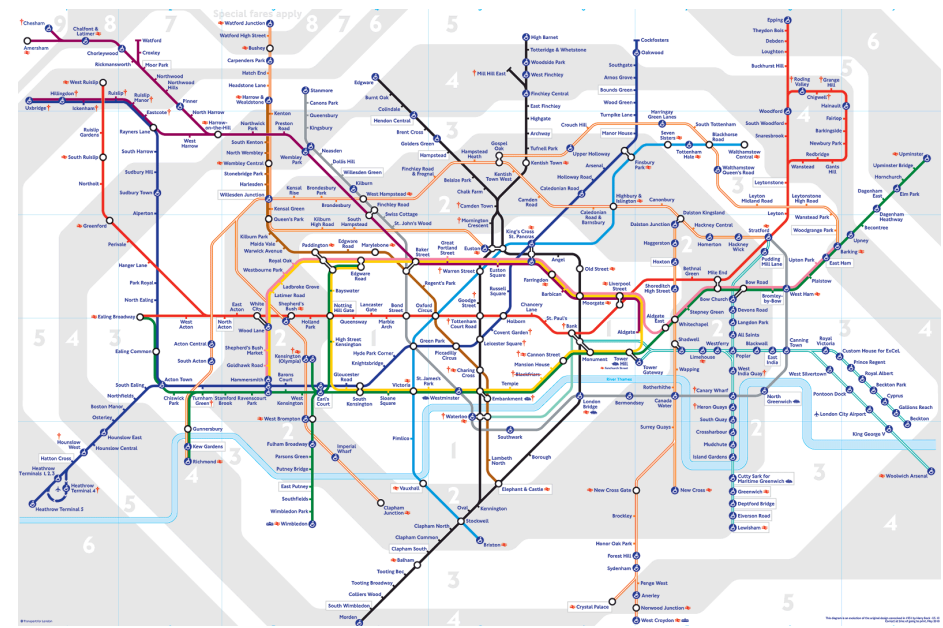 Special fares apply
9
8
7
8
7
6
5
6
Chesham
Chalfont &
Latimer
Amersham
Chorleywood
Rickmansworth
Watford
Croxley
Moor Park
Northwood
Northwood
Hills
Pinner
North Harrow
Harrow-
on-the-Hill
Northwick
Park
Preston
Road
Wembley
Park
West Ruislip
Hillingdon
Ruislip
Ruislip
Manor
Uxbridge
Ickenham
Eastcote
Rayners Lane
West
Harrow
Ruislip
Gardens
South Ruislip
Northolt
Greenford
Perivale
Hanger Lane
South Harrow
Sudbury Hill
Sudbury Town
Alperton
Park Royal
North Ealing
Ealing Broadway
Ealing Common
West
Acton
North
Acton
East
Acton
White
City
Watford Junction
Watford High Street
Bushey
Carpenders Park
Hatch End
Headstone Lane
Harrow &
Wealdstone
Kenton
South Kenton
North Wembley
Wembley Central
Stonebridge Park
Harlesden
Willesden Junction
Kensal Green
Queen's Park
Kilburn Park
Maida Vale
Warwick Avenue
Royal Oak
Westbourne Park
Ladbroke Grove
Latimer Road
Shepherd's
Bush
Holland
Park
Wood Lane
Shepherd's Bush
Market
Goldhawk Road
Hammersmith
Stanmore
Canons Park
Queensbury
Kingsbury
Neasden
Dollis Hill
Willesden Green
Kilburn
West Hampstead
Finchley Road
Swiss Cottage
St. John's Wood
Kensal
Rise
Brondesbury
Park
Brondesbury
Kilburn
High Road
South
Hampstead
Finchley Road
& Frognal
Edgware
Burnt Oak
Colindale
Hendon Central
Brent Cross
Golders Green
Hampstead
Belsize Park
Chalk Farm
Camden Town
Mornington
Crescent
Euston
High Barnet
Totteridge & Whetstone
Woodside Park
West Finchley
Mill Hill East
Finchley Central
East Finchley
Highgate
Archway
Tufnell Park
Kentish Town
Hampstead
Heath
Gospel
Oak
Kentish
Town West
Camden
Road
Caledonian
Road &
Barnsbury
Cockfosters
Oakwood
Southgate
Arnos Grove
Bounds Green
Wood Green
Turnpike Lane
Manor House
Finsbury
Park
Arsenal
Holloway Road
Caledonian Road
King's Cross
St. Pancras
Crouch Hill
Upper Holloway
Harringay
Green Lanes
South Tottenham
Seven
Sisters
Tottenham
Hale
Blackhorse
Road
Walthamstow
Central
Walthamstow
Queen's Road
Leyton
Midland Road
Leytonstone
High Road
Wanstead Park
Woodgrange Park
Highbury &
Islington
Canonbury
Dalston Junction
Dalston Kingsland
Hackney Central
Homerton
Hackney
Wick
Stratford
Haggerston
Hoxton
Shoreditch
High Street
Epping
Theydon Bois
Debden
Loughton
Buckhurst Hill
Roding
Valley
Grange
Hill
Chigwell
Hainault
Woodford
Fairlop
Barkingside
Newbury Park
South Woodford
Snaresbrook
Redbridge
Wanstead
Gants
Hill
Leytonstone
Leyton
Upminster
Upminster Bridge
Hornchurch
Elm Park
Dagenham
East
Dagenham
Heathway
Becontree
Upney
Barking
East Ham
Upton Park
Plaistow
West Ham
Bromley-
by-Bow
Bow Road
Bow Church
Mile End
Stepney Green
Whitechapel
Bethnal
Green
Pudding
Mill Lane
Devons Road
Langdon Park
All Saints
Poplar
Blackwall
East
India
Canning
Town
Royal
Victoria
Custom House for ExCeL
Prince Regent
Royal Albert
Beckton Park
Cyprus
Gallions Reach
Beckton
West Silvertown
Pontoon Dock
London City Airport
King George V
Woolwich Arsenal
Paddington
Edgware
Road
Marylebone
Baker
Street
Great
Portland
Street
Warren Street
Euston
Square
Regent's Park
Edgware
Road
Bayswater
Notting
Hill Gate
Lancaster
Gate
Bond
Street
Oxford
Circus
Queensway
Marble
Arch
High Street
Kensington
Hyde Park Corner
Knightsbridge
Green Park
Goodge
Street
Russell
Square
Tottenham
Court Road
Holborn
Chancery
Lane
Covent Garden
Leicester Square
Piccadilly
Circus
Charing
Cross
St. James's
Park
Victoria
Westminster
Embankment
Temple
Blackfriars
Mansion House
Cannon Street
Monument
Bank
St. Paul's
Tower
Hill
Fenchurch Street
Tower
Gateway
Angel
Old Street
Farringdon
Barbican
Moorgate
Liverpool
Street
Aldgate
Aldgate
East
Shadwell
Limehouse
Westferry
West
India Quay
Canary Wharf
Heron Quays
South Quay
Crossharbour
Mudchute
Island Gardens
Cutty Sark for
Maritime Greenwich
Greenwich
Deptford Bridge
Elverson Road
Lewisham
North
Greenwich
River Thames
Wapping
Rotherhithe
Canada
Water
Bermondsey
London
Bridge
Southwark
Waterloo
Surrey Quays
New Cross Gate
New Cross
Brockley
Honor Oak Park
Forest Hill
Sydenham
Crystal Palace
Penge West
Anerley
Norwood Junction
West Croydon
Kensington
(Olympia)
Barons
Court
Gloucester
Road
South
Kensington
Sloane
Square
Earl's
Court
West
Kensington
West Brompton
Fulham Broadway
Parsons Green
Putney Bridge
East Putney
Southfields
Wimbledon Park
Wimbledon
Imperial
Wharf
Clapham
Junction
Acton Central
South Acton
Acton Town
South Ealing
Northfields
Boston Manor
Osterley
Hounslow East
Hounslow Central
Hounslow
West
Hatton Cross
Heathrow
Terminals 1, 2, 3
Heathrow
Terminal 4
Heathrow Terminal 5
Chiswick
Park
Turnham
Green
Stamford
Brook
Ravenscourt
Park
Gunnersbury
Kew Gardens
Richmond
Pimlico
Vauxhall
Lambeth
North
Elephant & Castle
Borough
Kennington
Oval
Stockwell
Brixton
Clapham North
Clapham Common
Clapham South
Balham
Tooting Bec
Tooting Broadway
Colliers Wood
South Wimbledon
Morden